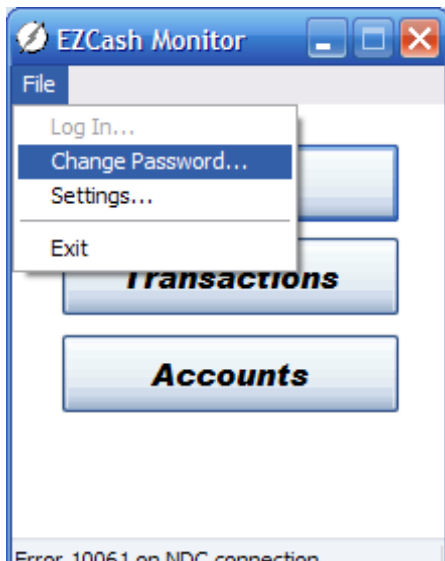 EZCash Monitor
File
Log In...
Change Password...
Settings...
Exit
Transactions
Accounts
Error 10061 on NDC connection